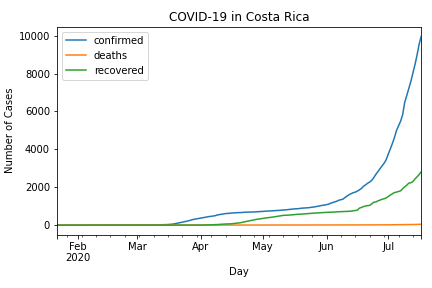 COVID-19 in Costa Rica
confirmed
deaths
recovered
Number of Cases
10000
8000
6000
4000
2000
0
Feb Mar Apr May Jun Jul
2020
Day